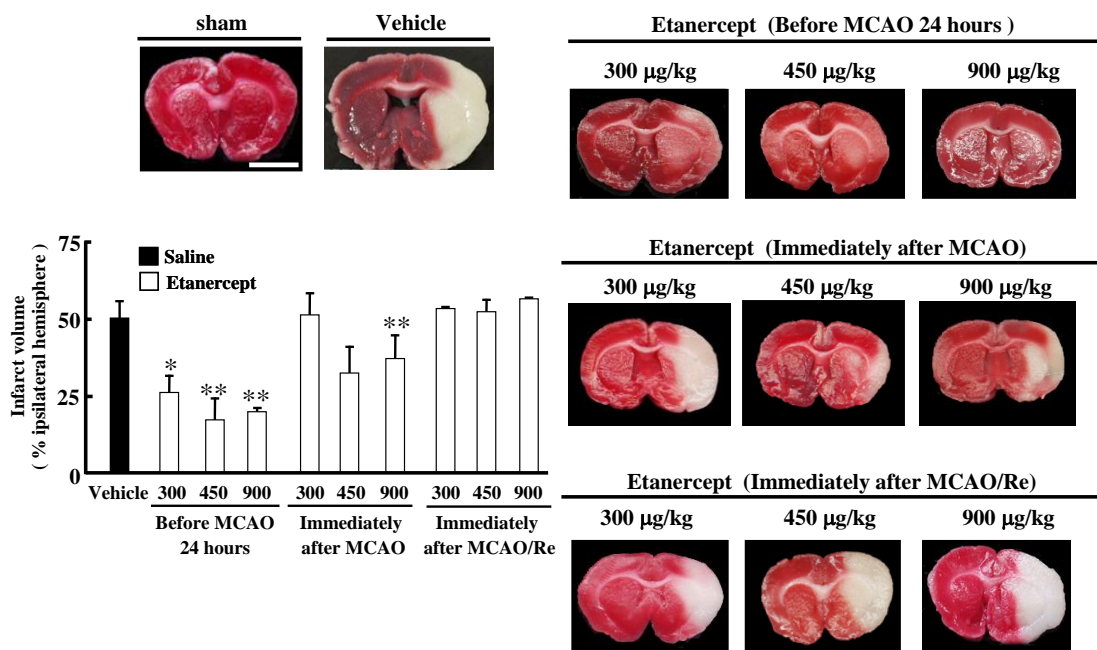 sham
Vehicle
Etanercept (Before MCAO 24 hours )
300 µg/kg
450 µg/kg
900 µg/kg
75
50
25
0
Infarct volume
( % ipsilateral hemisphere )
Saline
Etanercept
*
**
**
**
Vehicle
300
450
900
300
450
900
300
450
900
Before MCAO
24 hours
Immediately
after MCAO
Immediately
after MCAO/Re
Etanercept (Immediately after MCAO)
300 µg/kg
450 µg/kg
900 µg/kg
Etanercept (Immediately after MCAO/Re)
300 µg/kg
450 µg/kg
900 µg/kg